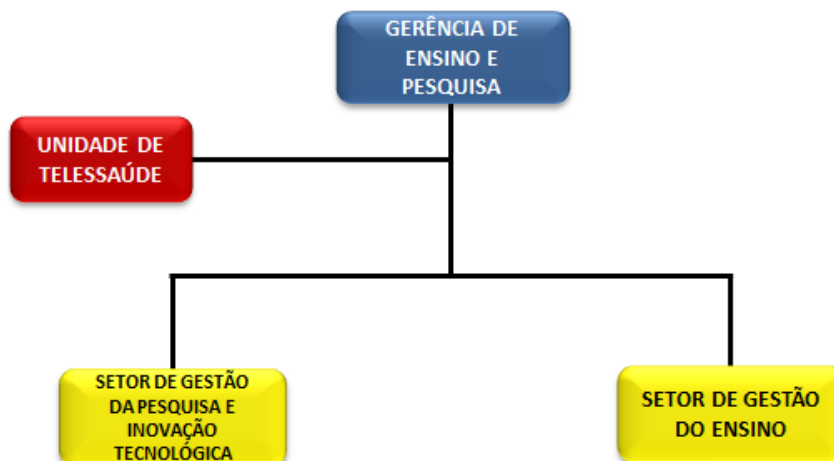 GERÊNCIA DE
ENSINO E
PESQUISA
UNIDADE DE
TELESSAÚDE
SETOR DE GESTÃO
DA PESQUISA E
INOVAÇÃO
TECNOLÓGICA
SETOR DE GESTÃO
DO ENSINO